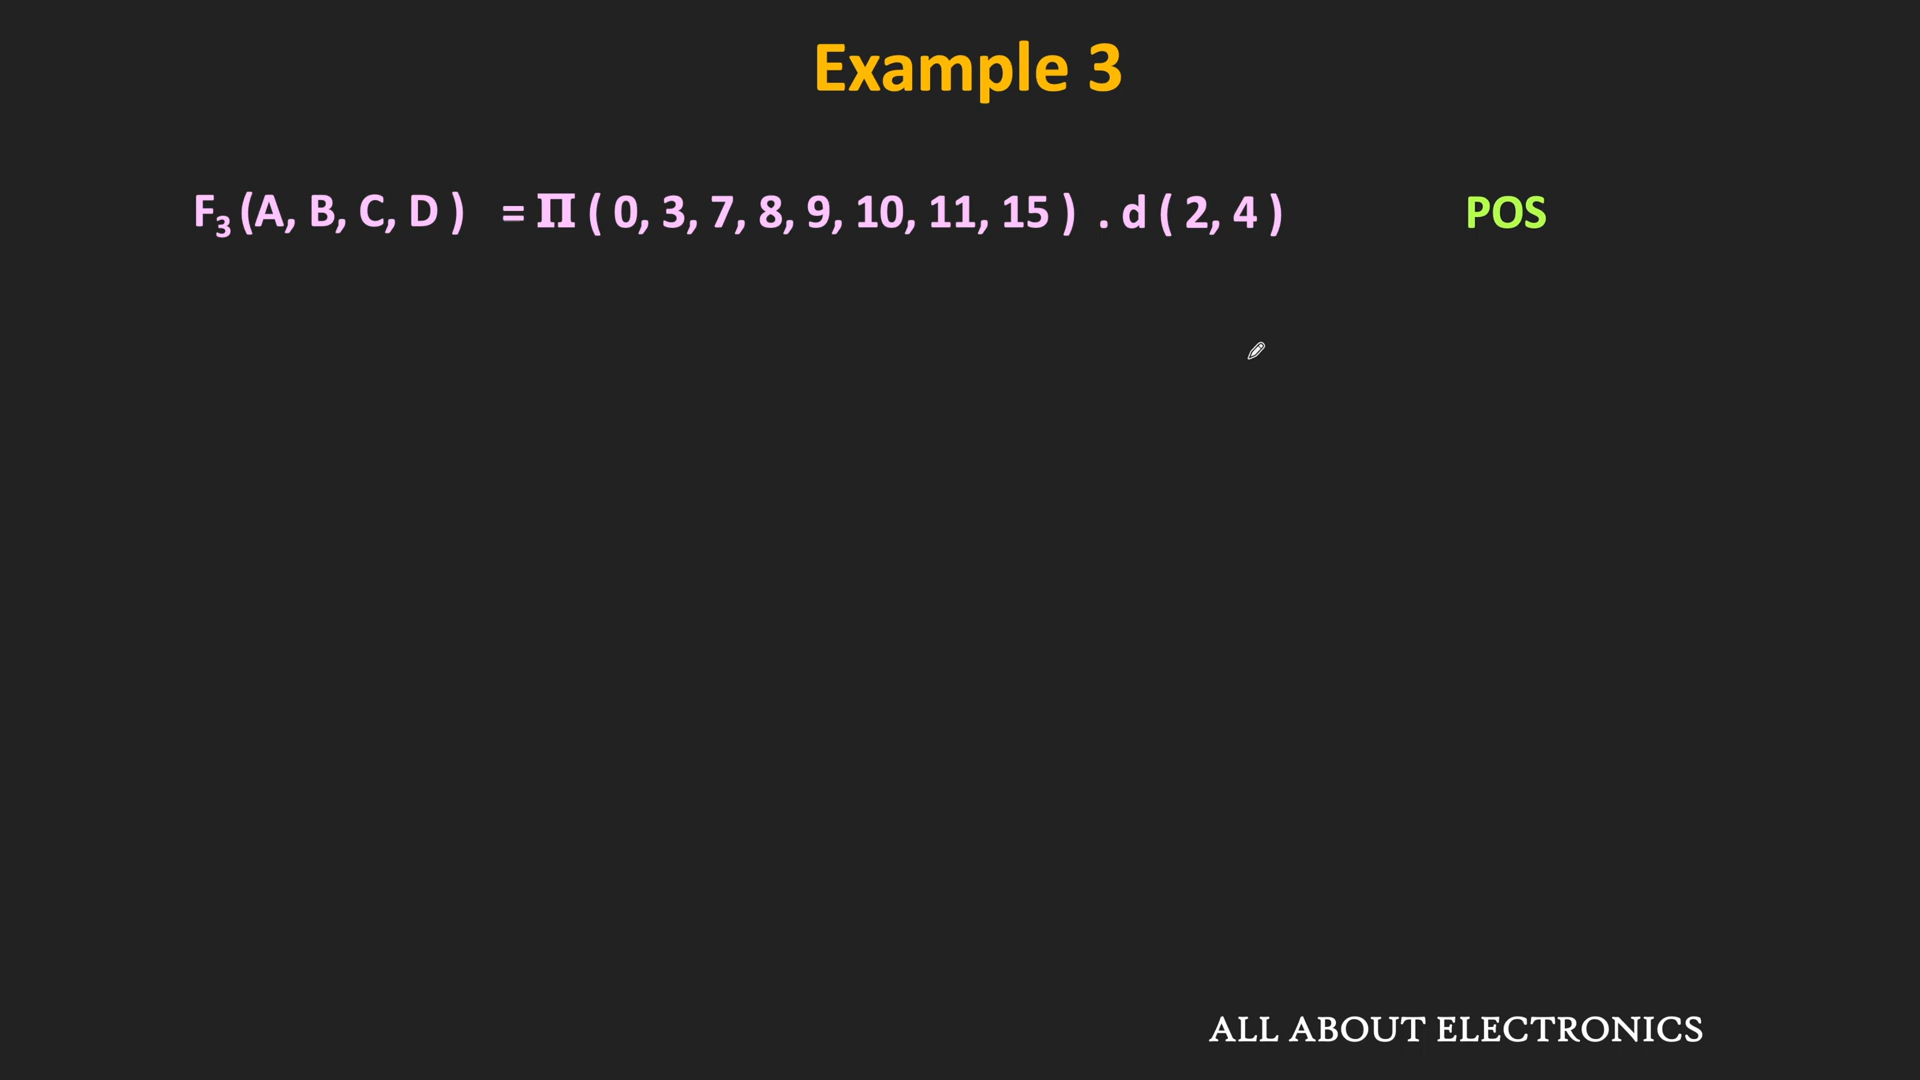 Example 3
F₃ (A, B, C, D ) = Π ( 0, 3, 7, 8, 9, 10, 11, 15 ) . d ( 2, 4 ) POS
ALL ABOUT ELECTRONICS